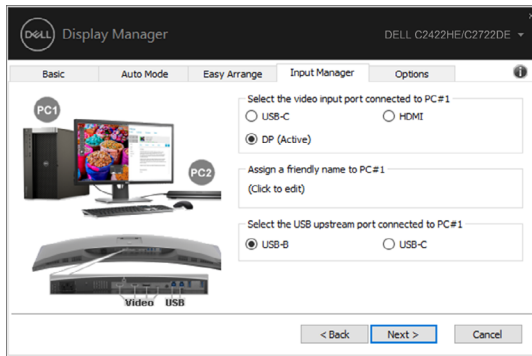 DELL Display Manager
DELL C2422HE/C2722DE
Basic
Auto Mode
Easy Arrange
Input Manager
Options
PC1
PC2
Video USB
Select the video input port connected to PC#1
USB-C
HDMI
DP (Active)
Assign a friendly name to PC#1
(Click to edit)
Select the USB upstream port connected to PC#1
USB-B
USB-C
< Back
Next >
Cancel